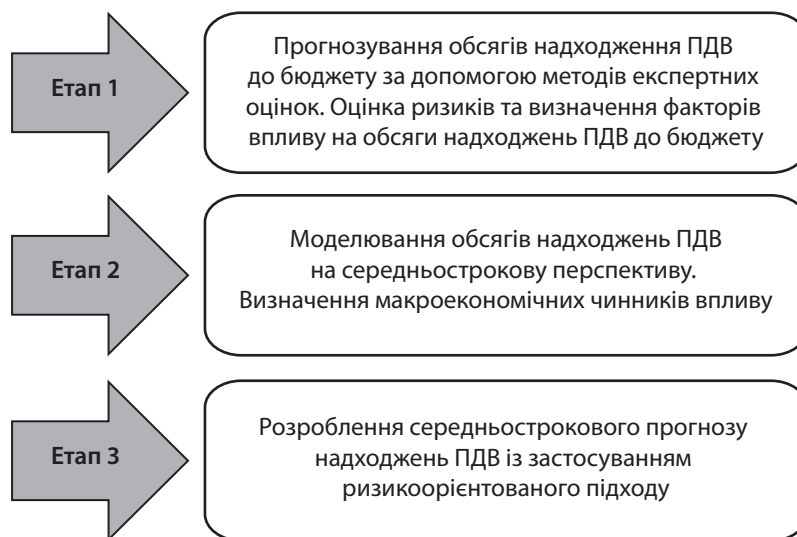 Етап 1
Прогнозування обсягів надходження ПДВ
до бюджету за допомогою методів експертних
оцінок. Оцінка ризиків та визначення факторів
впливу на обсяги надходжень ПДВ до бюджету
Етап 2
Моделювання обсягів надходжень ПДВ
на середньострокову перспективу.
Визначення макроекономічних чинників впливу
Етап 3
Розроблення середньострокового прогнозу
надходжень ПДВ із застосуванням
ризикоорієнтованого підходу